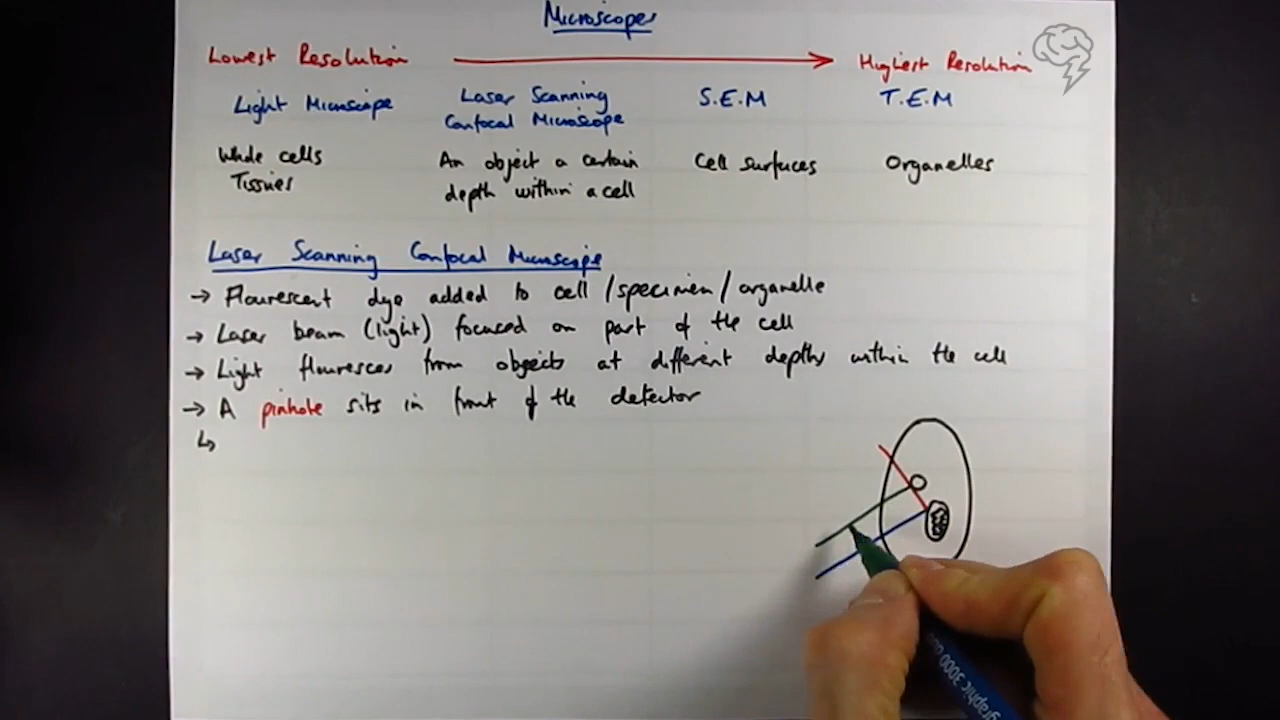 Microscopes
Lowest Resolution → Highest Resolution
Light Microscope Laser Scanning Confocal Microscope S.E.M T.E.M
Whole cells Tissues An object a certain depth within a cell Cell surfaces Organelles
Laser Scanning Confocal Microscope
→ Flourescent dye added to cell/specimen/organelle
→ Laser beam (light) focused on part of the cell
→ Light flouresces from objects at different depths within the cell
→ A pinhole sits in front of the detector
↳
graphic 3000